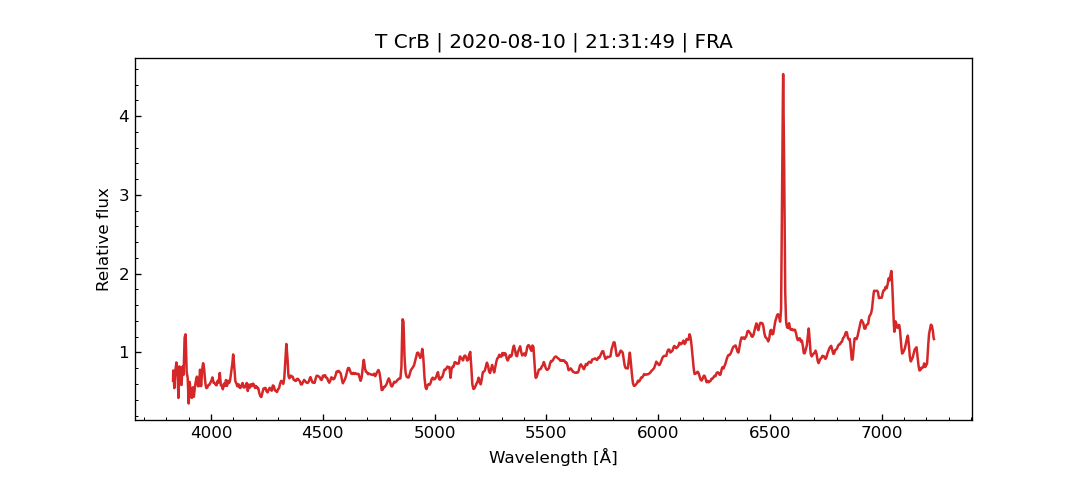 T CrB | 2020-08-10 | 21:31:49 | FRA
4
3
2
1
Relative flux
4000 4500 5000 5500 6000 6500 7000
Wavelength [Å]